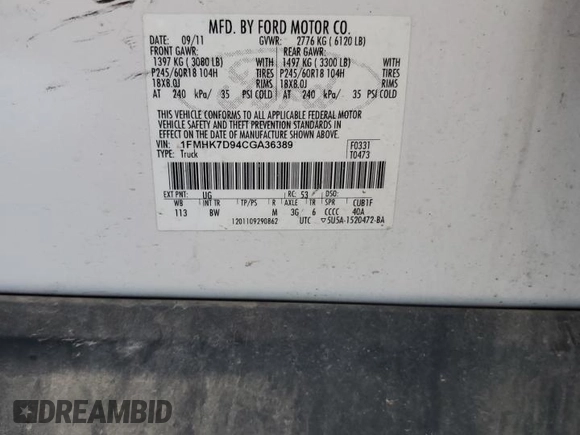 MFD. BY FORD MOTOR CO.
DATE: 09/11 GVWR: 2776 KG ( 6120 LB)
FRONT GAWR: REAR GAWR:
1397 KG ( 3080 LB) WITH 1497 KG ( 3300 LB) WITH
P245/60R18 104H TIRES P245/60R18 104H TIRES
18X8.0J RIMS 18X8.0J RIMS
AT 240 kPa/ 35 PSI COLD AT 240 kPa/ 35 PSI COLD
THIS VEHICLE CONFORMS TO ALL APPLICABLE FEDERAL MOTOR
VEHICLE SAFETY AND BUMPER AND THEFT PREVENTION STANDARDS IN
EFFECT ON THE DATE OF MANUFACTURE SHOWN ABOVE.
VIN: 1FMHK7D94CGA36389 F0331
TYPE: Truck T0473
EXT PNT: UG RC: 53 DSO:
WB INT TR TP/PS R AXLE TR SPR CUB1F
113 BW M 3G 6 CCCC 40A
1201109290862 UTC 5U5A-1520472-BA
DREAMBID